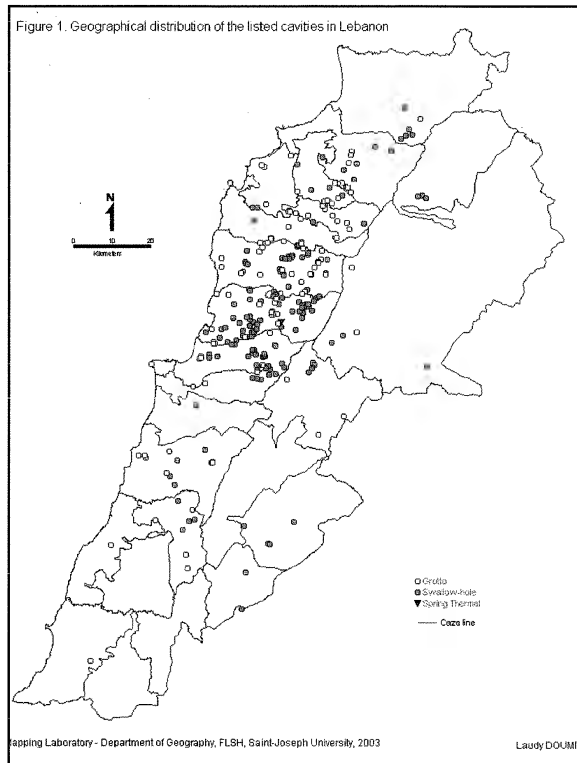 Figure 1. Geographical distribution of the listed cavities in Lebanon
N
0 10 20
Kilometers
Grotto
Swallow-hole
Spring Thermal
Caza line
apping Laboratory - Department of Geography, FLSH, Saint-Joseph University, 2003
Laudy DOUMI